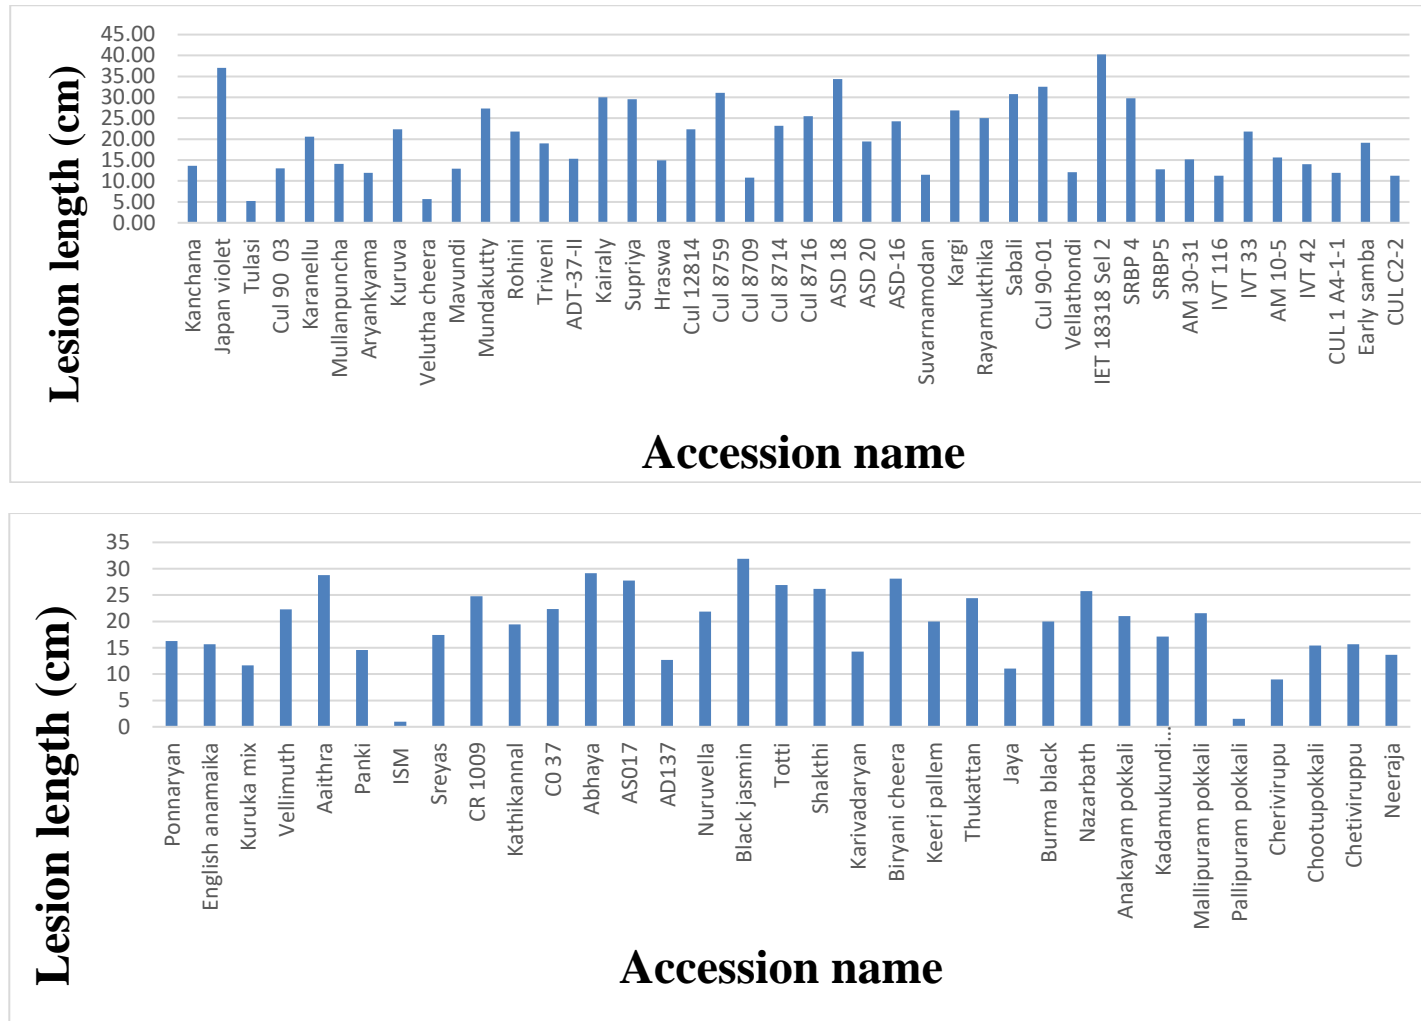 45.00
40.00
35.00
30.00
25.00
20.00
15.00
10.00
5.00
0.00
Lesion length (cm)
Kanchana
Japan violet
Tulasi
Cul 90 03
Karanellu
Mullanpuncha
Aryankyama
Kuruva
Velutha cheera
Mavundi
Mundakutty
Rohini
Triveni
ADT-37-II
Kairaly
Supriya
Hraswa
Cul 12814
Cul 8759
Cul 8709
Cul 8714
Cul 8716
ASD 18
ASD 20
ASD-16
Suvarnamodan
Kargi
Rayamukthika
Sabali
Cul 90-01
Vellathondi
IET 18318 Sel 2
SRBP 4
SRBP5
AM 30-31
IVT 116
IVT 33
AM 10-5
IVT 42
CUL 1 A4-1-1
Early samba
CUL C2-2
Accession name
35
30
25
20
15
10
5
0
Lesion length (cm)
Ponnaryan
English anamaika
Kuruka mix
Vellimuth
Aaithra
Panki
ISM
Sreyas
CR 1009
Kathikannal
C0 37
Abhaya
AS017
AD137
Nuruvella
Black jasmin
Totti
Shakthi
Karivadaryan
Biryani cheera
Keeri pallem
Thukattan
Jaya
Burma black
Nazarbath
Anakayam pokkali
Kadamukundi...
Mallipuram pokkali
Pallipuram pokkali
Cherivirupu
Chootupokkali
Chetiviruppu
Neeraja
Accession name